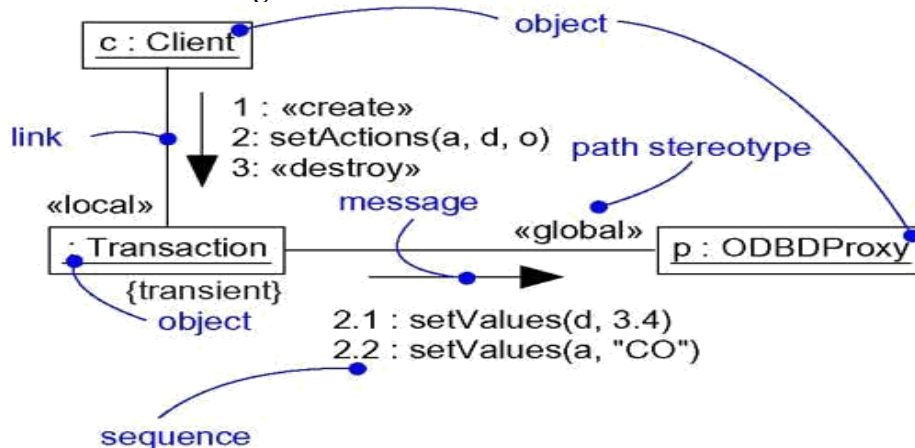 object
c : Client
1 : «create»
link
2: setActions(a, d, o)
path stereotype
3: «destroy»
«local»
message
«global»
: Transaction
p : ODBDProxy
{transient}
object
2.1 : setValues(d, 3.4)
2.2 : setValues(a, "CO")
sequence